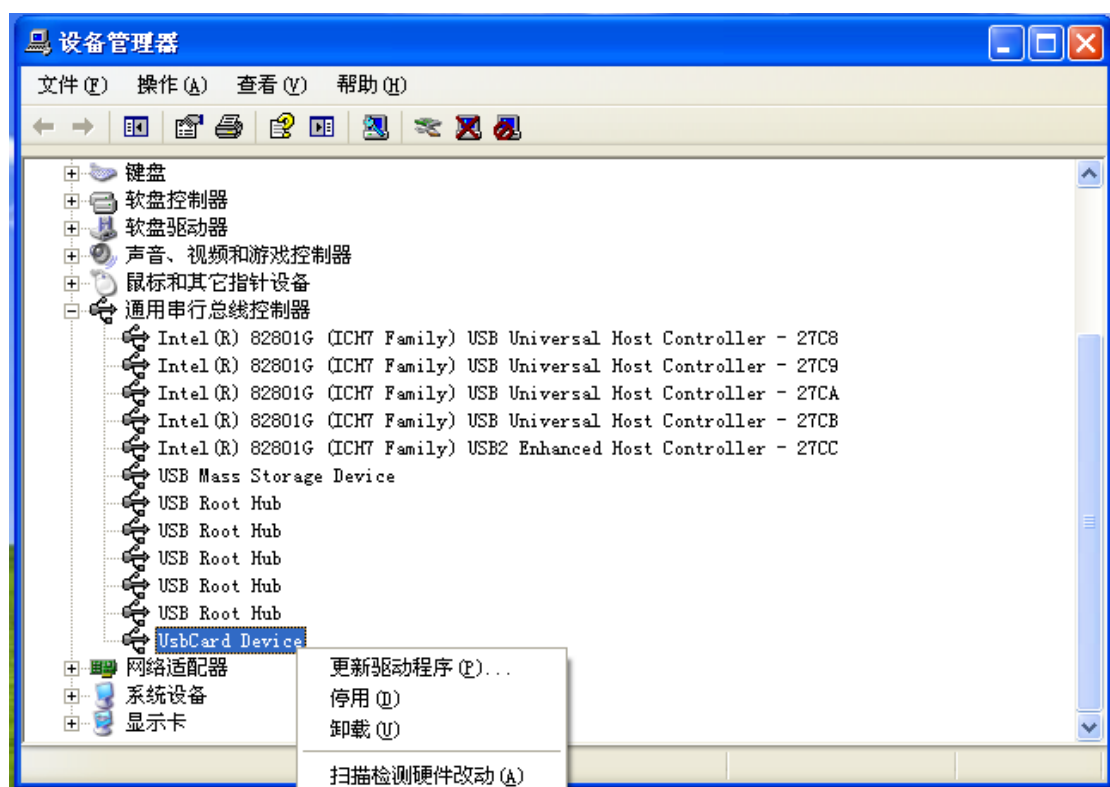 设备管理器
文件(F) 操作(A) 查看(V) 帮助(H)
键盘
软盘控制器
软盘驱动器
声音、视频和游戏控制器
鼠标和其它指针设备
通用串行总线控制器
Intel(R) 82801G (ICH7 Family) USB Universal Host Controller - 27C8
Intel(R) 82801G (ICH7 Family) USB Universal Host Controller - 27C9
Intel(R) 82801G (ICH7 Family) USB Universal Host Controller - 27CA
Intel(R) 82801G (ICH7 Family) USB Universal Host Controller - 27CB
Intel(R) 82801G (ICH7 Family) USB2 Enhanced Host Controller - 27CC
USB Mass Storage Device
USB Root Hub
USB Root Hub
USB Root Hub
USB Root Hub
USB Root Hub
UsbCard Device
网络适配器
系统设备
显示卡
更新驱动程序(P)...
停用(D)
卸载(U)
扫描检测硬件改动(A)